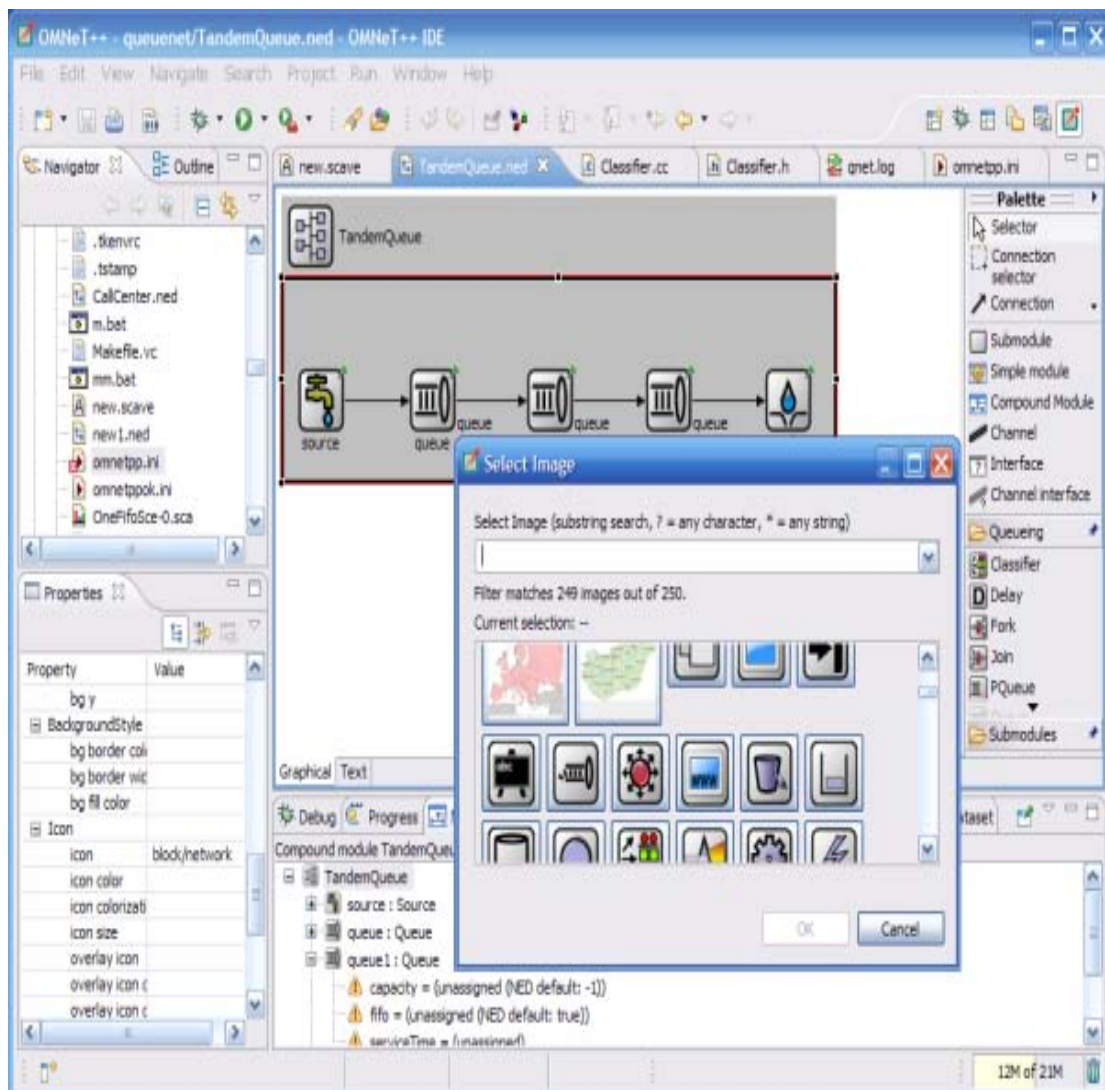 OMNeT++ - queuenet/TandemQueue.ned - OMNeT++ IDE
File Edit View Navigate Search Project Run Window Help
Navigator
Outline
new.scave
TandemQueue.ned
Classifier.cc
Classifier.h
qnet.log
omnetpp.ini
.tkenvrc
.tstamp
CallCenter.ned
m.bat
Makefile.vc
mm.bat
new.scave
new1.ned
omnetpp.ini
omnetppok.ini
OneFifoSce-0.sca
TandemQueue
source
queue
queue
queue
queue
Palette
Selector
Connection
selector
Connection
Submodule
Simple module
Compound Module
Channel
Interface
Channel interface
Queueing
Classifier
Delay
Fork
Join
PQueue
Submodules
Select Image
Select Image (substring search, ? = any character, * = any string)
Filter matches 249 images out of 250.
Current selection: --
abc
www
OK
Cancel
Properties
Property Value
bg y
BackgroundStyle
bg border col
bg border wid
bg fill color
Icon
icon block/network
icon color
icon colorizati
icon size
overlay icon
overlay icon c
overlay icon c
Graphical Text
Debug
Progress
taset
Compound module TandemQueu
TandemQueue
source : Source
queue : Queue
queue1 : Queue
capacity = (unassigned (NED default: -1))
fifo = (unassigned (NED default: true))
serviceTime = (unassigned)
12M of 21M